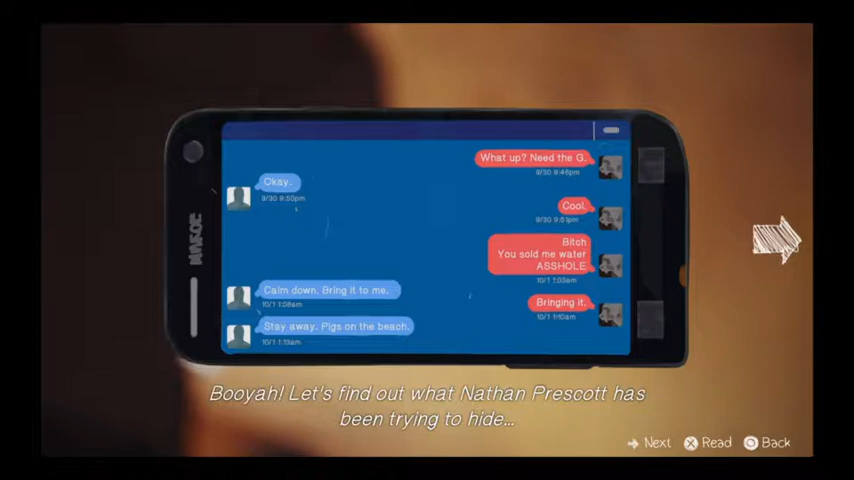 What up? Need the G.
9/30 9:46pm
Okay.
9/30 9:50pm
Cool.
9/30 9:51pm
Bitch
You sold me water
ASSHOLE
10/1 1:03am
Calm down. Bring it to me.
10/1 1:08am
Bringing it.
10/1 1:10am
Stay away. Pigs on the beach.
10/1 1:13am
Booyah! Let's find out what Nathan Prescott has
been trying to hide...
Next Read Back